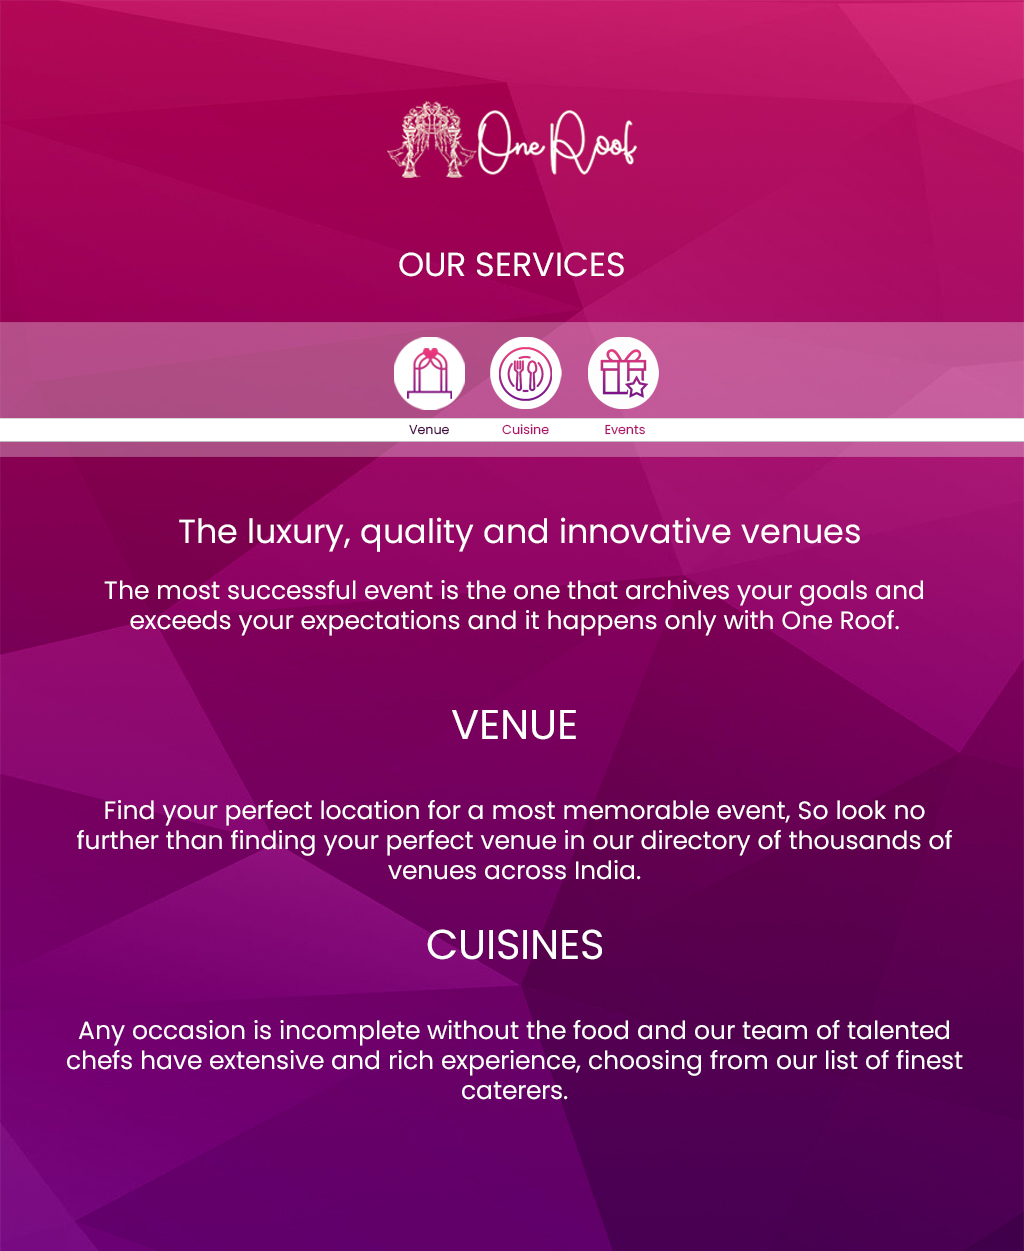 One Roof
OUR SERVICES
Venue Cuisine Events
The luxury, quality and innovative venues
The most successful event is the one that archives your goals and
exceeds your expectations and it happens only with One Roof.
VENUE
Find your perfect location for a most memorable event, So look no
further than finding your perfect venue in our directory of thousands of
venues across India.
CUISINES
Any occasion is incomplete without the food and our team of talented
chefs have extensive and rich experience, choosing from our list of finest
caterers.